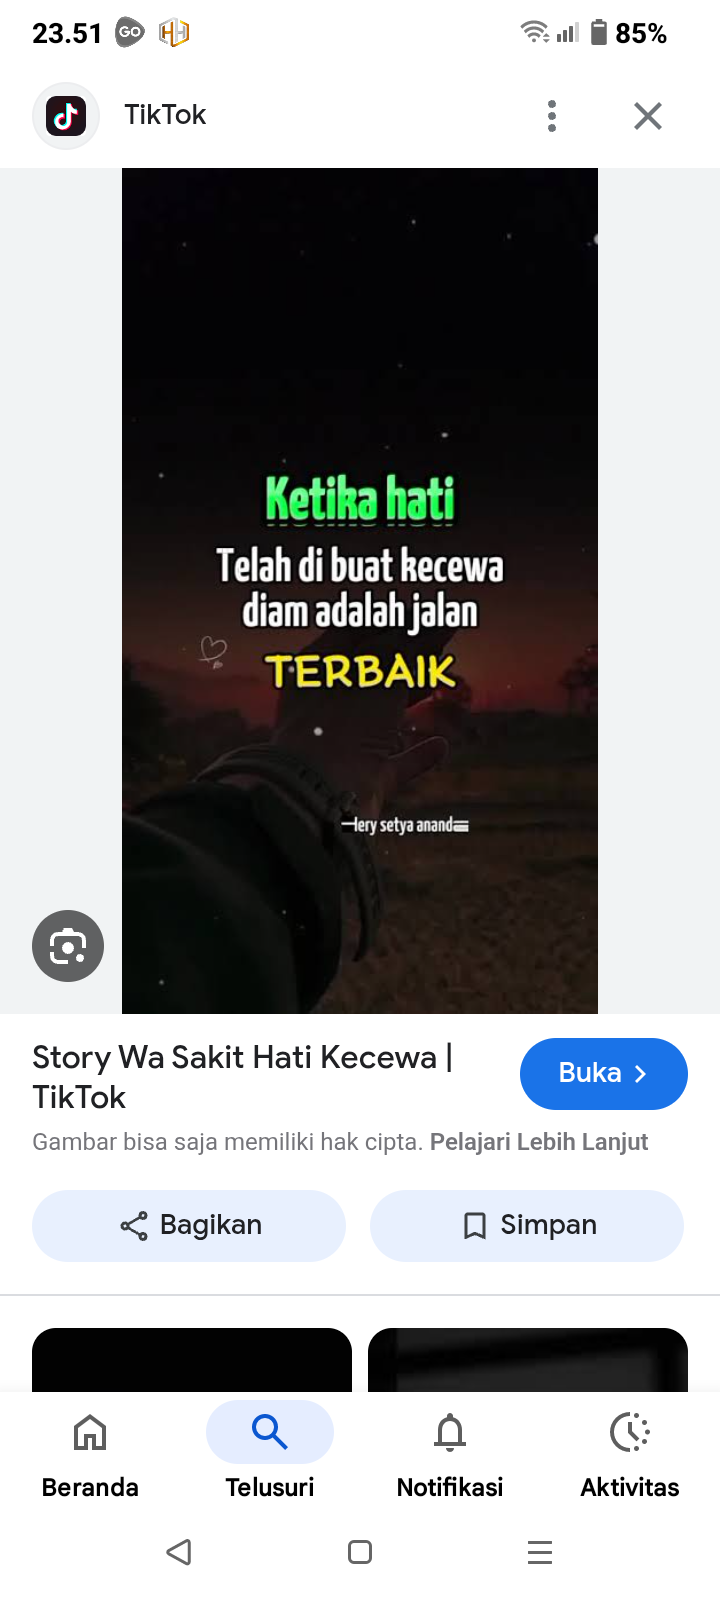 23.51 GO H 85%
TikTok
Ketika hati
Telah di buat kecewa
diam adalah jalan
TERBAIK
Hery setya ananda
Story Wa Sakit Hati Kecewa |
TikTok
Buka
Gambar bisa saja memiliki hak cipta. Pelajari Lebih Lanjut
Bagikan
Simpan
Beranda
Telusuri
Notifikasi
Aktivitas